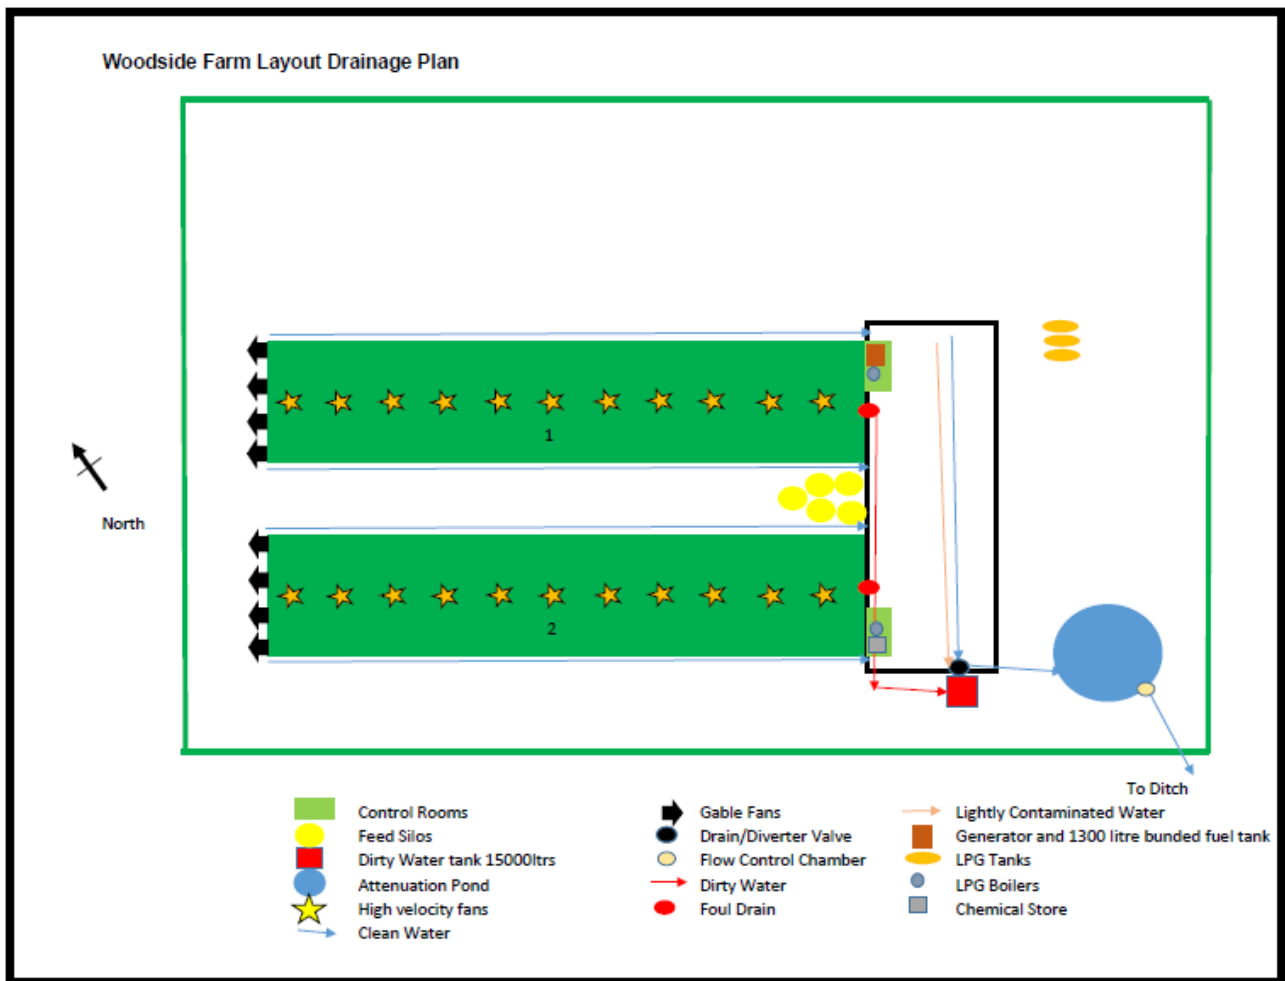 Woodside Farm Layout Drainage Plan
1
North
2
To Ditch
Control Rooms
Feed Silos
Dirty Water tank 15000ltrs
Attenuation Pond
High velocity fans
Clean Water
Gable Fans
Drain/Diverter Valve
Flow Control Chamber
Dirty Water
Foul Drain
Lightly Contaminated Water
Generator and 1300 litre bunded fuel tank
LPG Tanks
LPG Boilers
Chemical Store